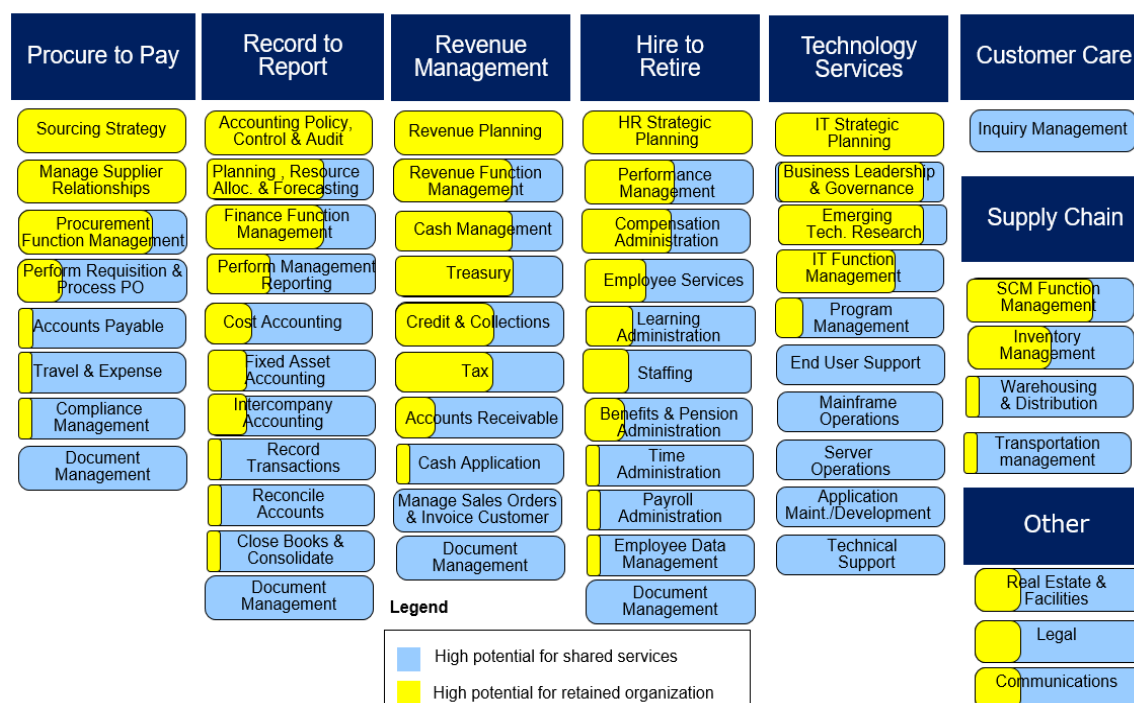 Procure to Pay
Sourcing Strategy
Manage Supplier
Relationships
Procurement
Function Management
Perform Requisition &
Process PO
Accounts Payable
Travel & Expense
Compliance
Management
Document
Management
Record to
Report
Accounting Policy,
Control & Audit
Planning , Resource
Alloc. & Forecasting
Finance Function
Management
Perform Management
Reporting
Cost Accounting
Fixed Asset
Accounting
Intercompany
Accounting
Record
Transactions
Reconcile
Accounts
Close Books &
Consolidate
Document
Management
Revenue
Management
Revenue Planning
Revenue Function
Management
Cash Management
Treasury
Credit & Collections
Tax
Accounts Receivable
Cash Application
Manage Sales Orders
& Invoice Customer
Document
Management
Hire to
Retire
HR Strategic
Planning
Performance
Management
Compensation
Administration
Employee Services
Learning
Administration
Staffing
Benefits & Pension
Administration
Time
Administration
Payroll
Administration
Employee Data
Management
Document
Management
Technology
Services
IT Strategic
Planning
Business Leadership
& Governance
Emerging
Tech. Research
IT Function
Management
Program
Management
End User Support
Mainframe
Operations
Server
Operations
Application
Maint./Development
Technical
Support
Customer Care
Inquiry Management
Supply Chain
SCM Function
Management
Inventory
Management
Warehousing
& Distribution
Transportation
management
Other
Real Estate &
Facilities
Legal
Communications
Legend
High potential for shared services
High potential for retained organization